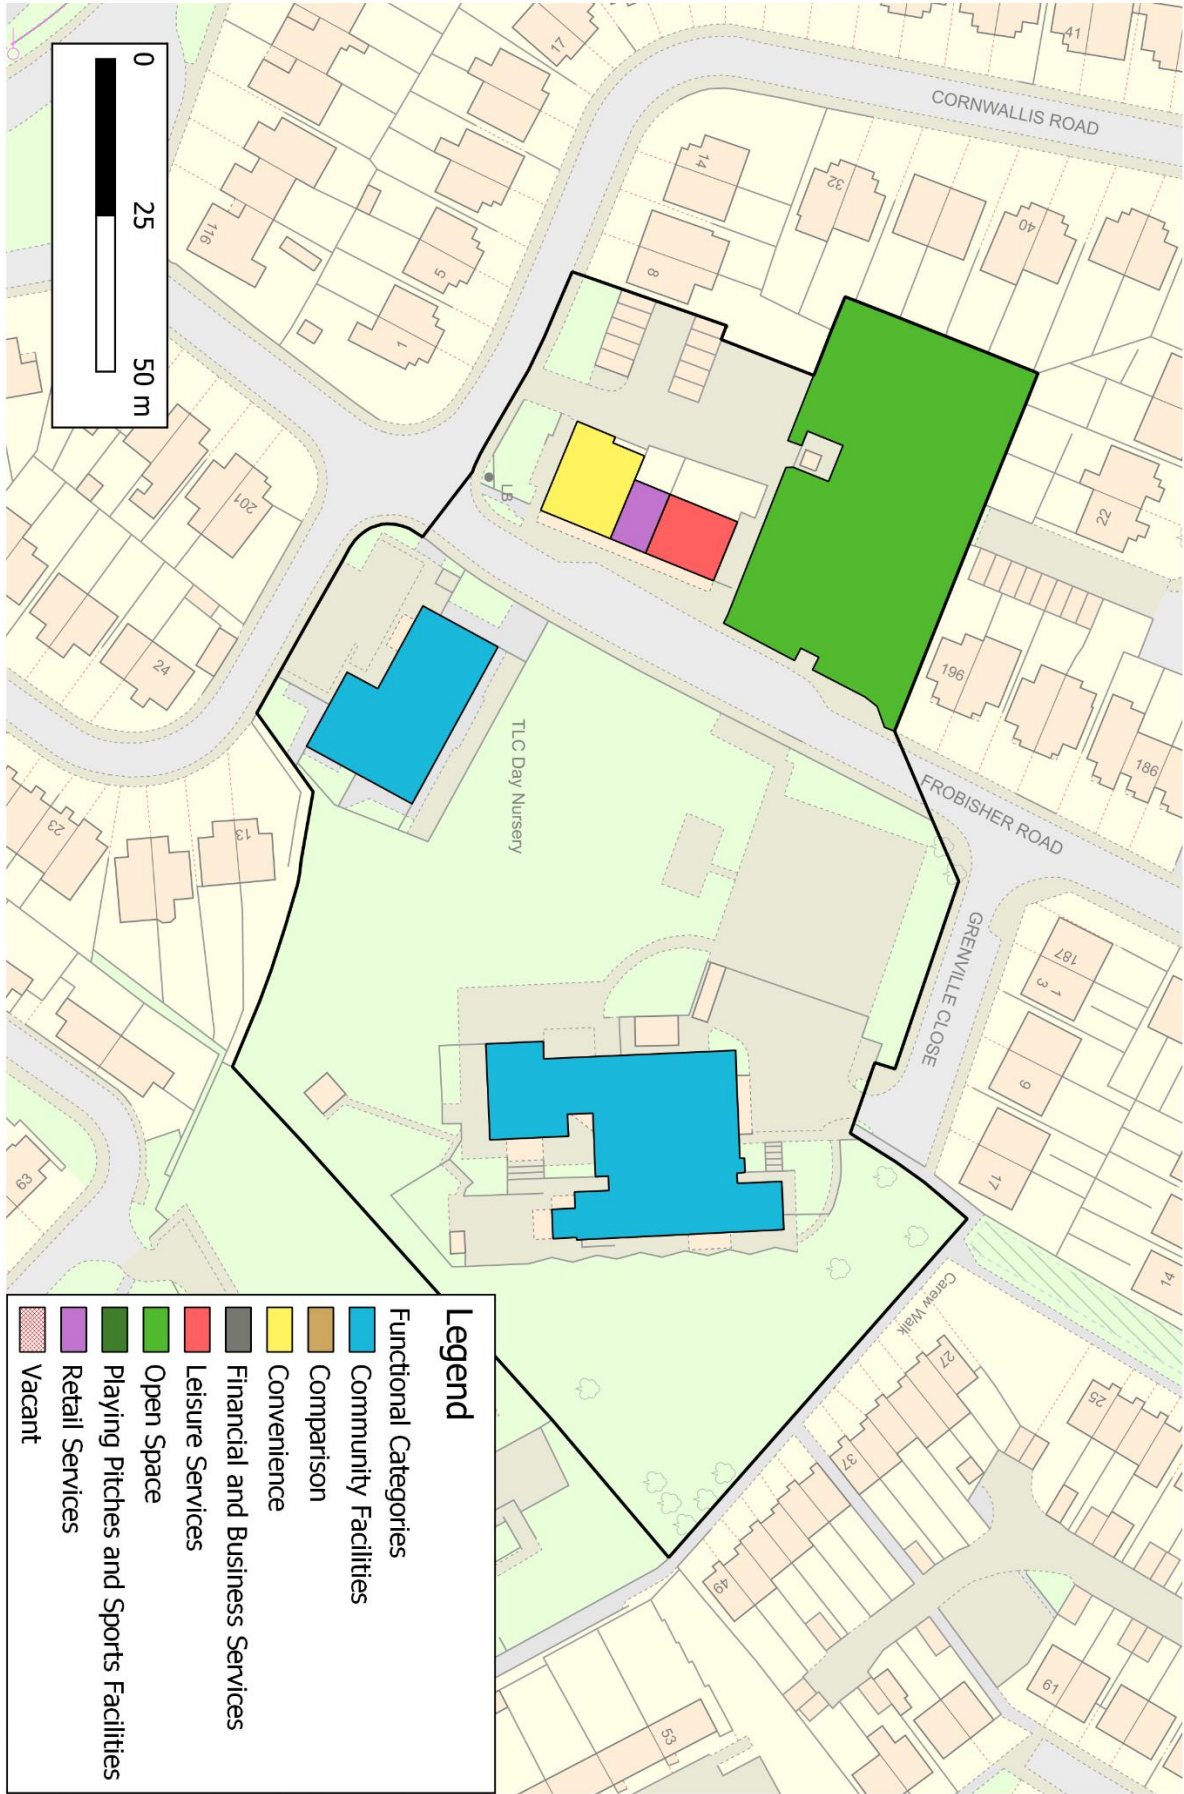 CORNWALLIS ROAD
41
17
14
32
40
8
5
116
1
22
201
24
LB
196
186
FROBISHER ROAD
TLC Day Nursery
23
13
GRENVILLE CLOSE
187
1
3
9
17
14
63
Carew Walk
27
25
37
49
61
53
0
25
50 m
Legend
Functional Categories
Community Facilities
Comparison
Convenience
Financial and Business Services
Leisure Services
Open Space
Playing Pitches and Sports Facilities
Retail Services
Vacant